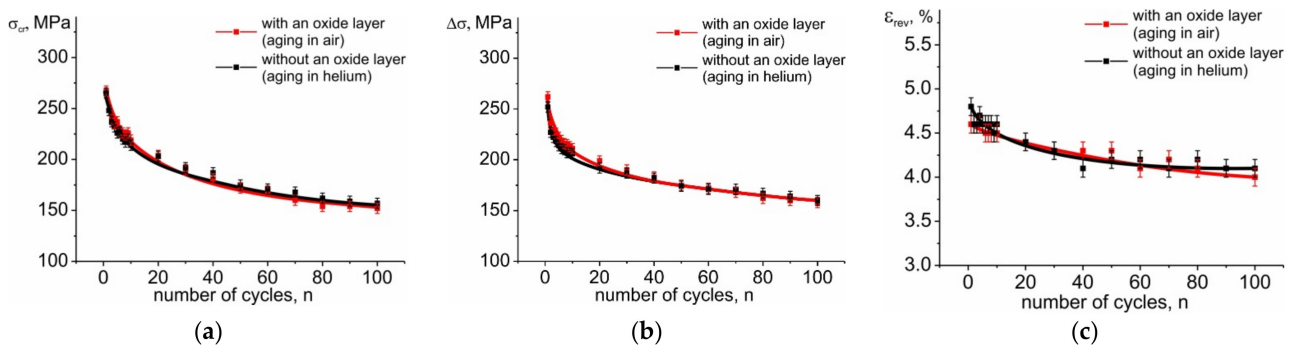 σcr, MPa
300
250
200
150
100
0 20 40 60 80 100
number of cycles, n
with an oxide layer
(aging in air)
without an oxide layer
(aging in helium)
(a)
Δσ, MPa
300
250
200
150
100
0 20 40 60 80 100
number of cycles, n
with an oxide layer
(aging in air)
without an oxide layer
(aging in helium)
(b)
εrev, %
5.5
5.0
4.5
4.0
3.5
3.0
0 20 40 60 80 100
number of cycles, n
with an oxide layer
(aging in air)
without an oxide layer
(aging in helium)
(c)